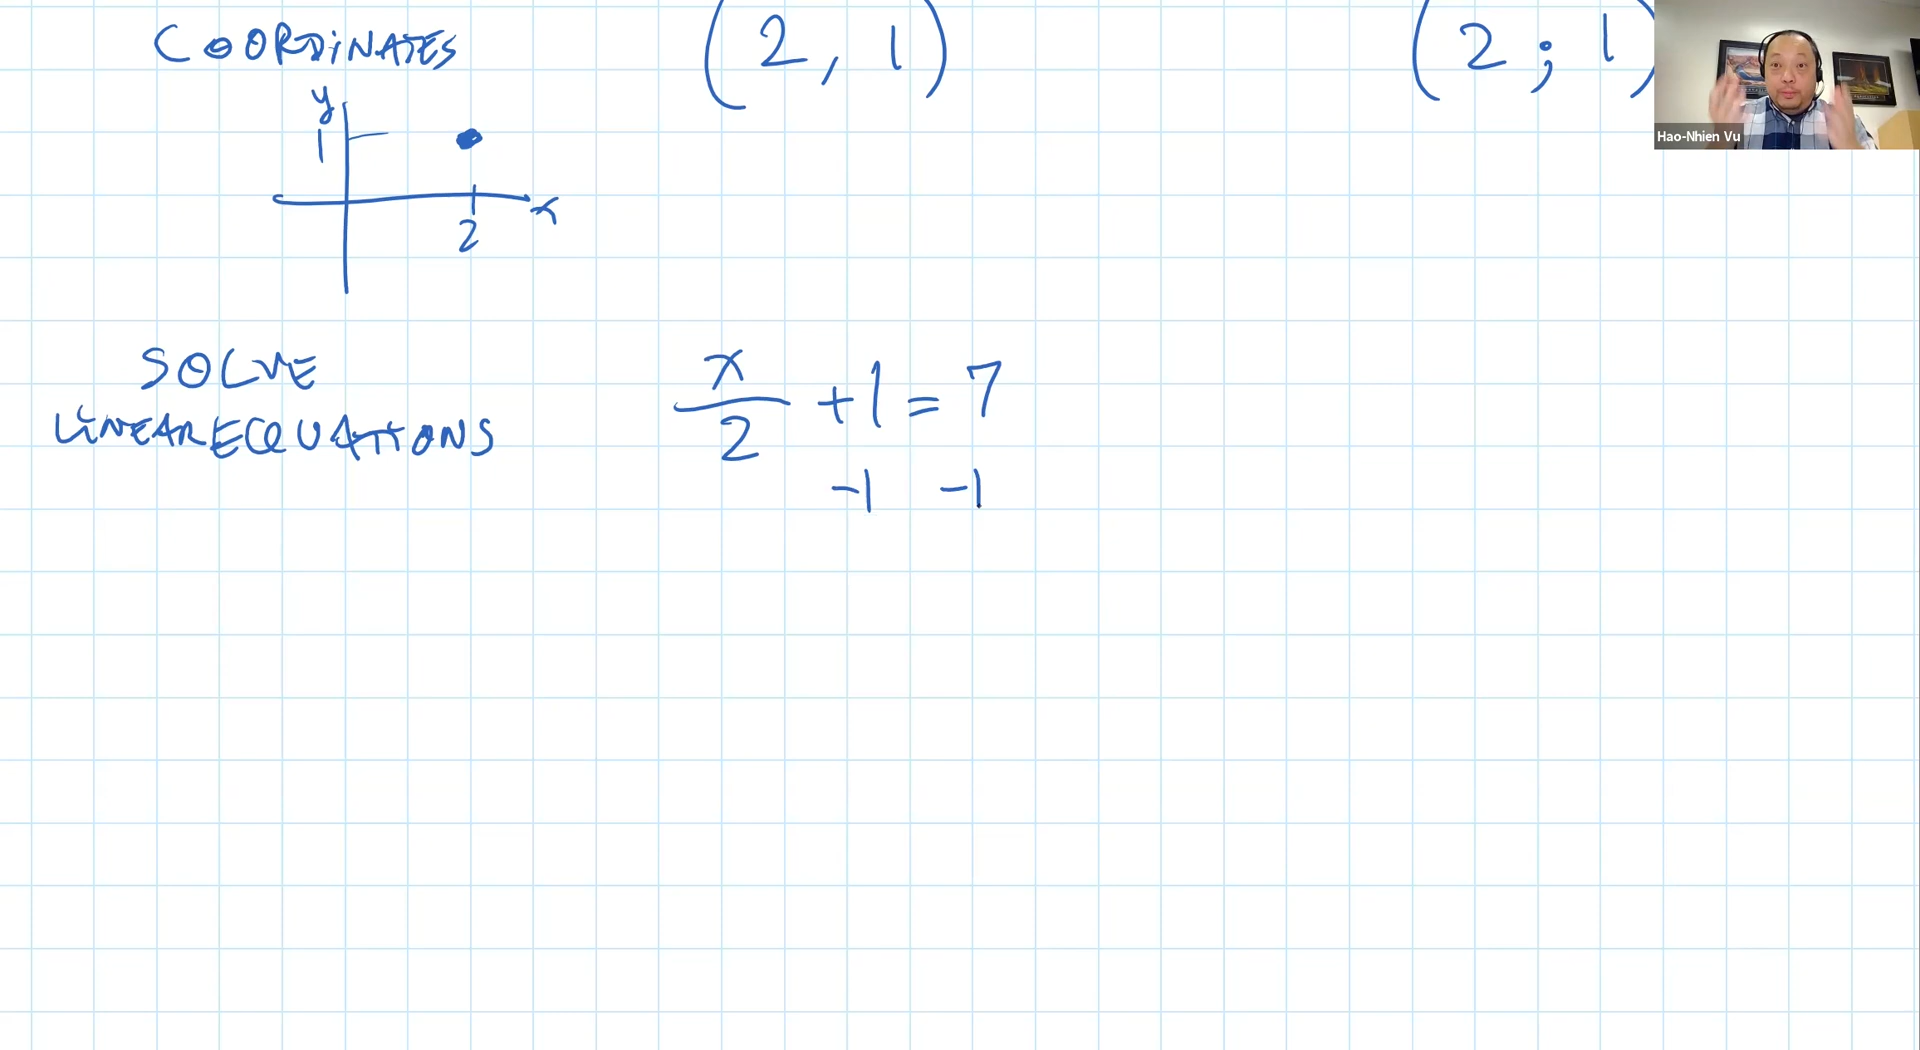 COORDINATES (2, 1) (2; 1)
y
1
x
2
SOLVE
LINEAR EQUATIONS
x/2 +1 = 7
-1 -1
Hao-Nhien Vu